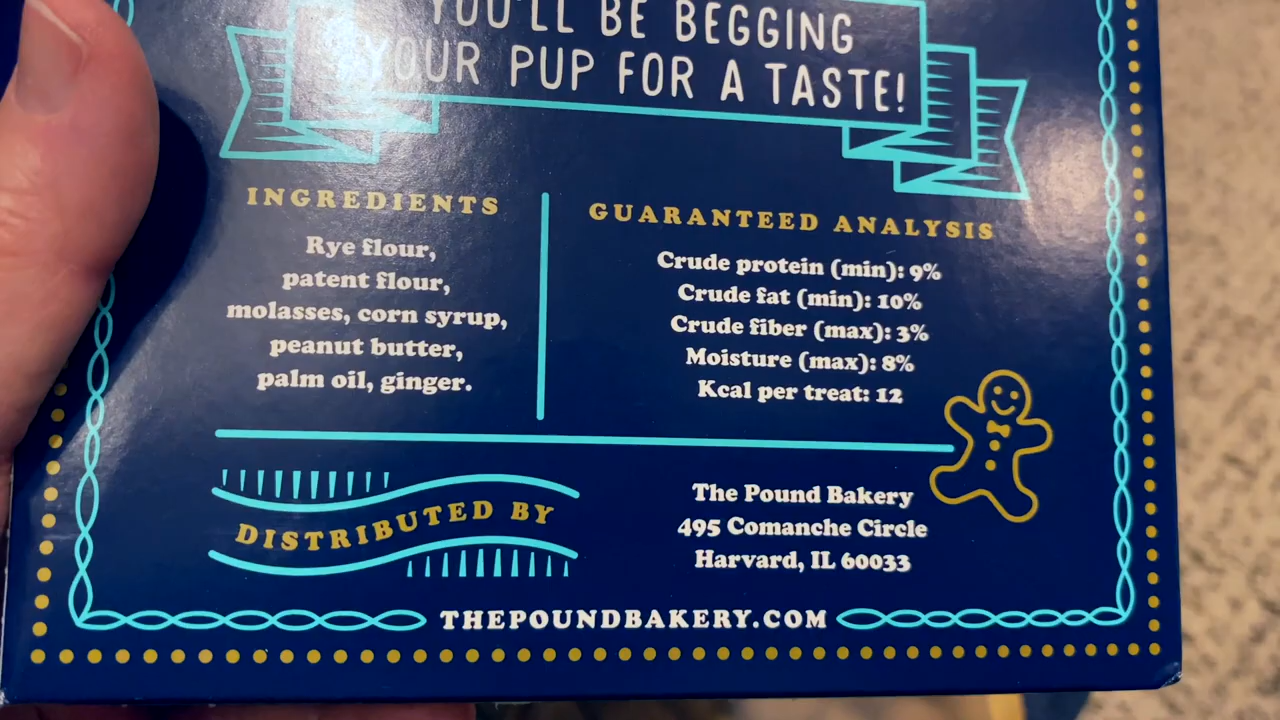 YOU'LL BE BEGGING
YOUR PUP FOR A TASTE!
INGREDIENTS
Rye flour,
patent flour,
molasses, corn syrup,
peanut butter,
palm oil, ginger.
GUARANTEED ANALYSIS
Crude protein (min): 9%
Crude fat (min): 10%
Crude fiber (max): 3%
Moisture (max): 8%
Kcal per treat: 12
DISTRIBUTED BY
The Pound Bakery
495 Comanche Circle
Harvard, IL 60033
THEPOUNDBAKERY.COM